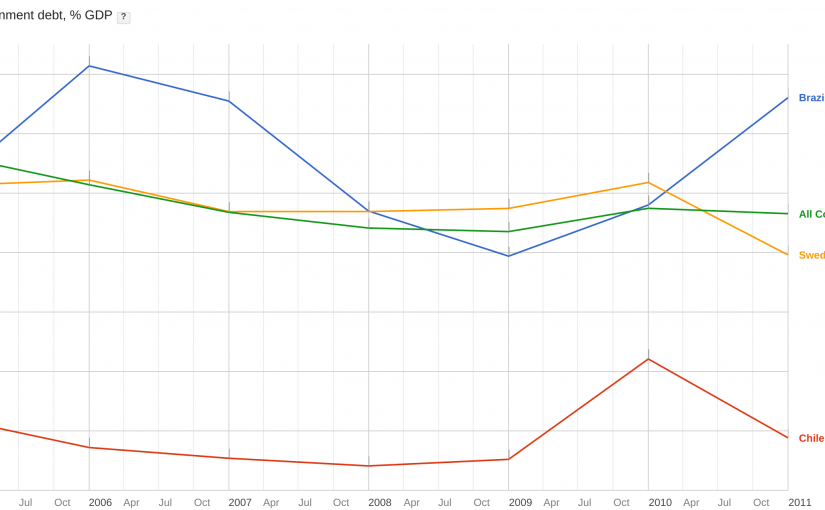 nment debt, % GDP ?
Brazi
All Co
Swed
Chile
Jul Oct 2006 Apr Jul Oct 2007 Apr Jul Oct 2008 Apr Jul Oct 2009 Apr Jul Oct 2010 Apr Jul Oct 2011